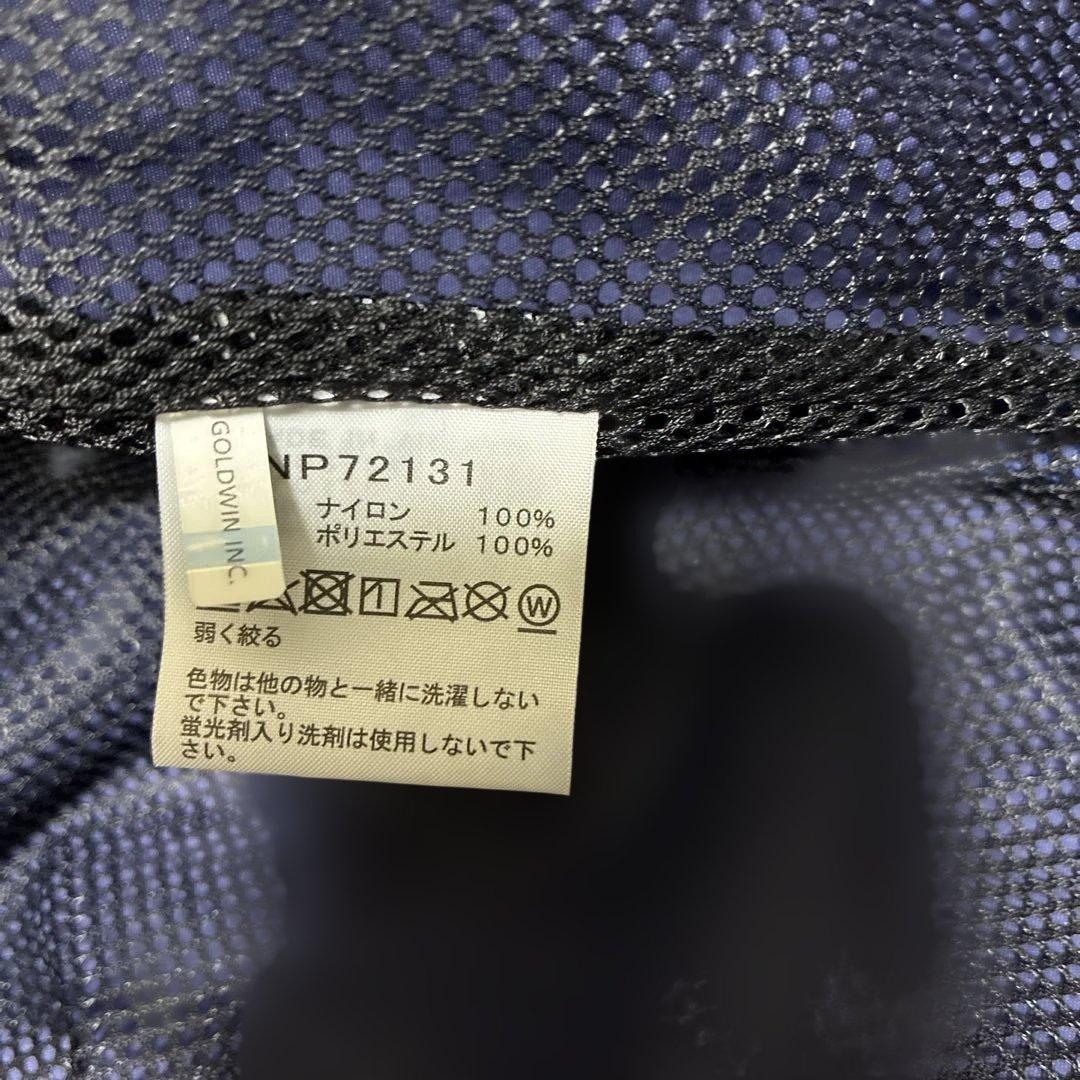 GOLDWIN INC.
NP72131
ナイロン 100%
ポリエステル 100%
W
弱く絞る
色物は他の物と一緒に洗濯しない
で下さい。
蛍光剤入り洗剤は使用しないで下
さい。